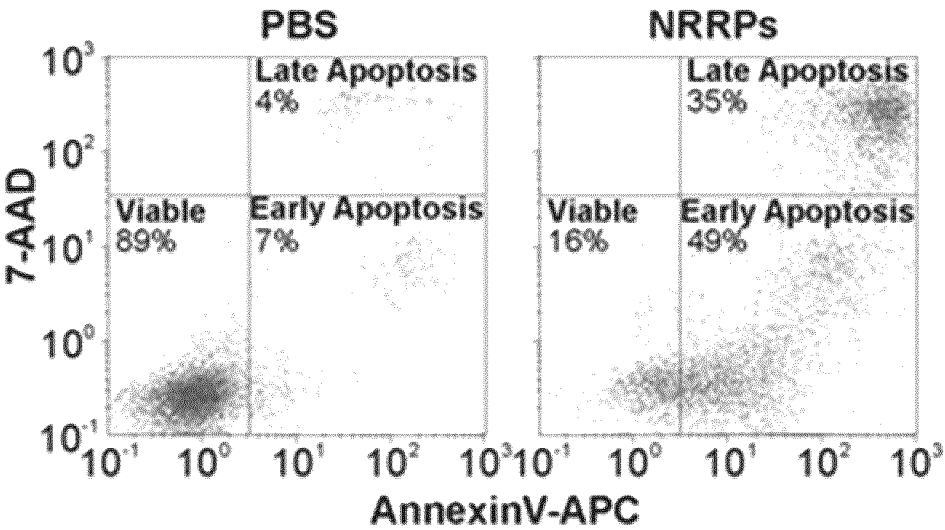 PBS
NRRPs
10³
10²
10¹
10⁰
10⁻¹
7-AAD
Late Apoptosis
4%
Viable
89%
Early Apoptosis
7%
Late Apoptosis
35%
Viable
16%
Early Apoptosis
49%
10⁻¹ 10⁰ 10¹ 10² 10³
10⁻¹ 10⁰ 10¹ 10² 10³
AnnexinV-APC